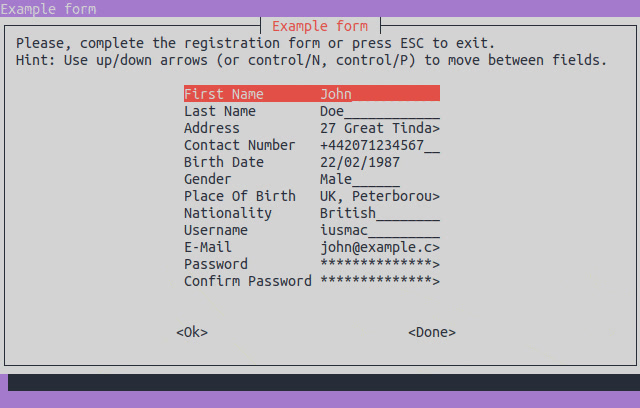 Example form
Example form
Please, complete the registration form or press ESC to exit.
Hint: Use up/down arrows (or control/N, control/P) to move between fields.
First Name John___________
Last Name Doe____________
Address 27 Great Tinda>
Contact Number +442071234567__
Birth Date 22/02/1987
Gender Male______
Place Of Birth UK, Peterborou>
Nationality British________
Username iusmac_________
E-Mail john@example.c>
Password **************>
Confirm Password **************>
<Ok> <Done>